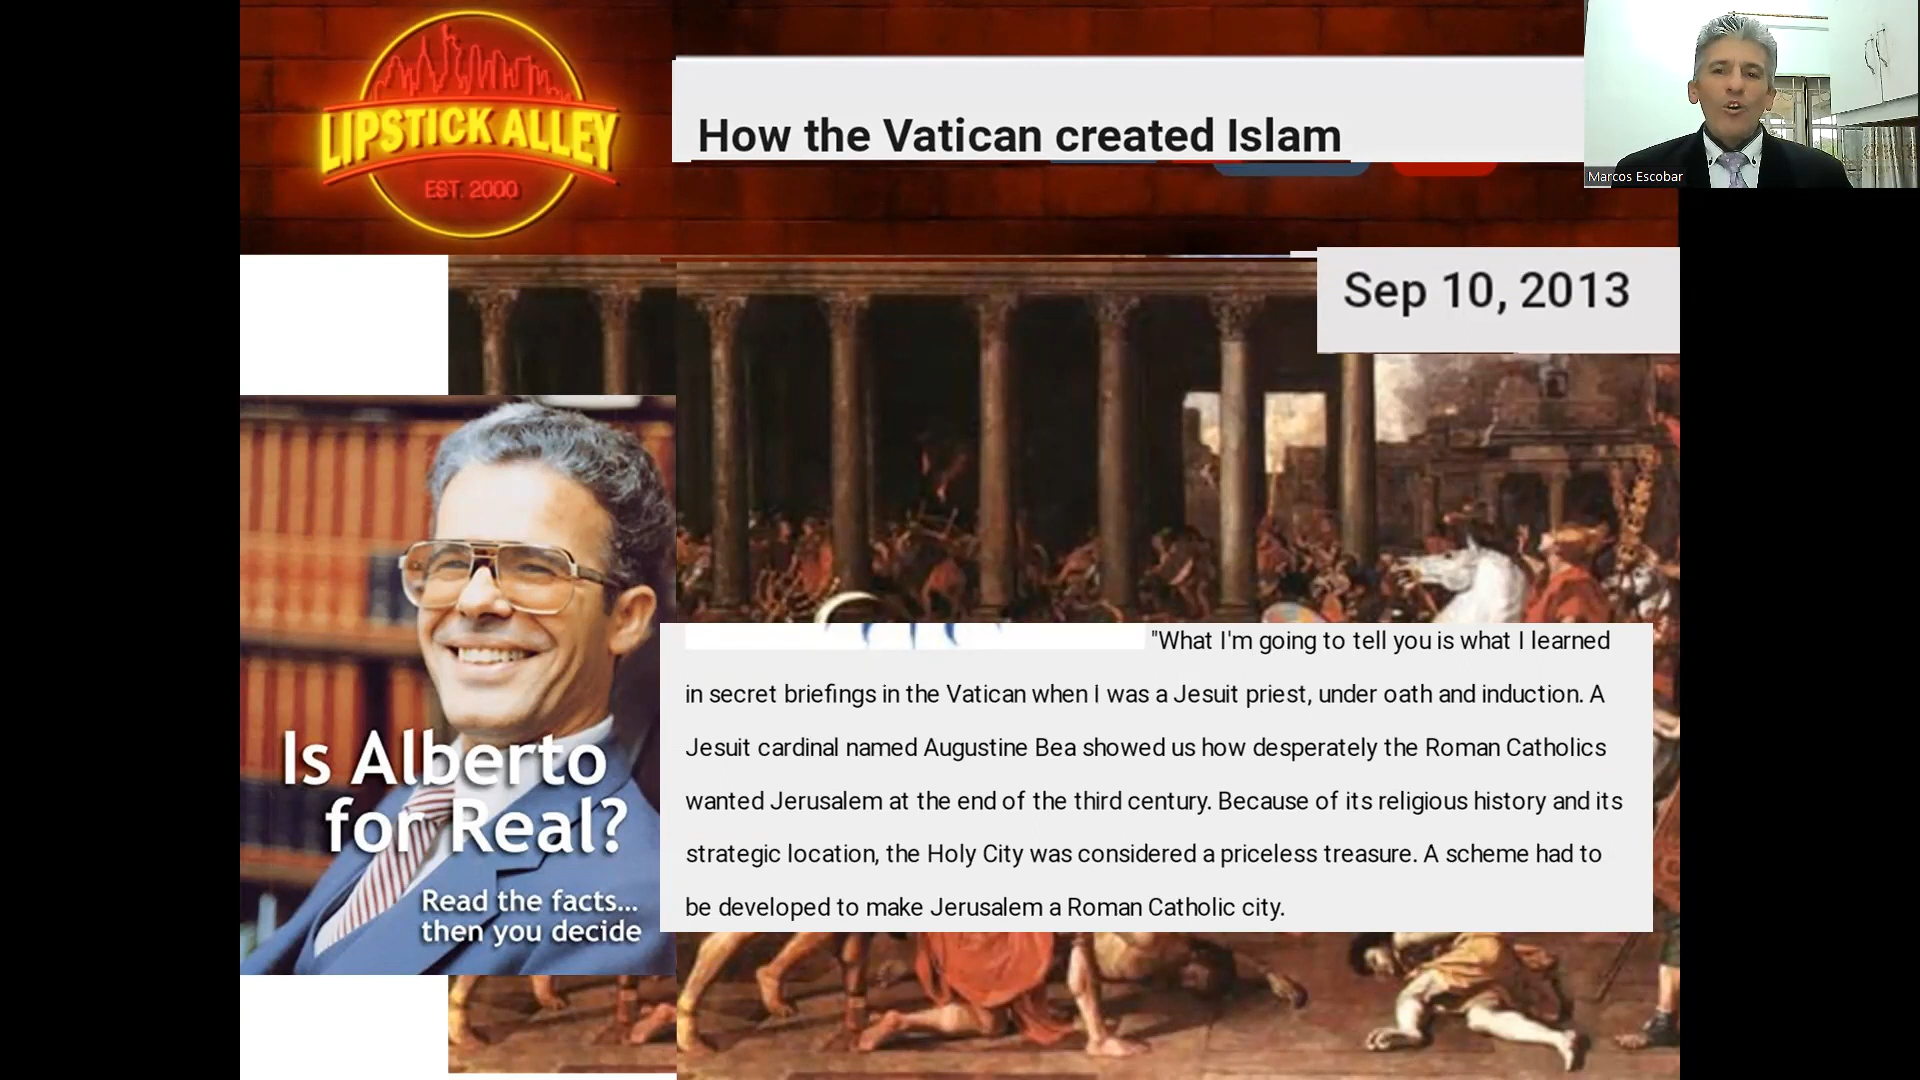 LIPSTICK ALLEY
EST. 2000
How the Vatican created Islam
Marcos Escobar
Sep 10, 2013
Is Alberto
for Real?
Read the facts...
then you decide
"What I'm going to tell you is what I learned
in secret briefings in the Vatican when I was a Jesuit priest, under oath and induction. A
Jesuit cardinal named Augustine Bea showed us how desperately the Roman Catholics
wanted Jerusalem at the end of the third century. Because of its religious history and its
strategic location, the Holy City was considered a priceless treasure. A scheme had to
be developed to make Jerusalem a Roman Catholic city.